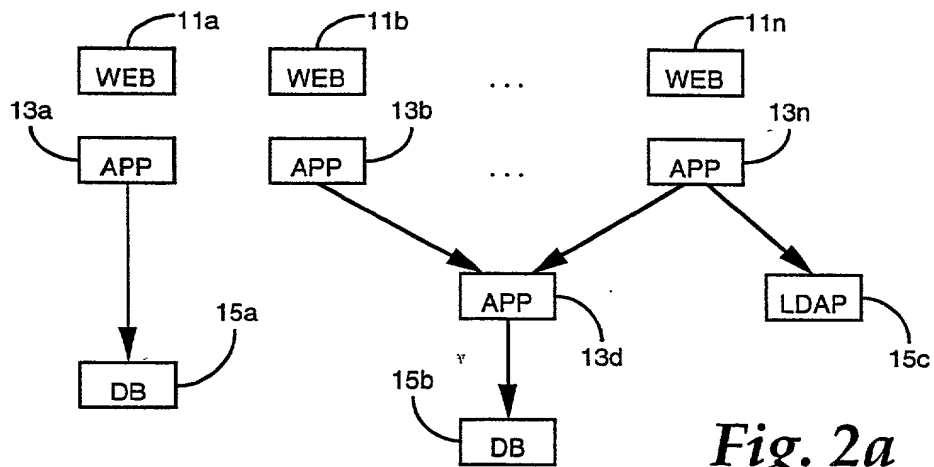 11a 11b 11n
WEB WEB ... WEB
13a 13b 13n
APP APP ... APP
APP LDAP
15a 13d 15c
DB 15b
DB
Fig. 2a